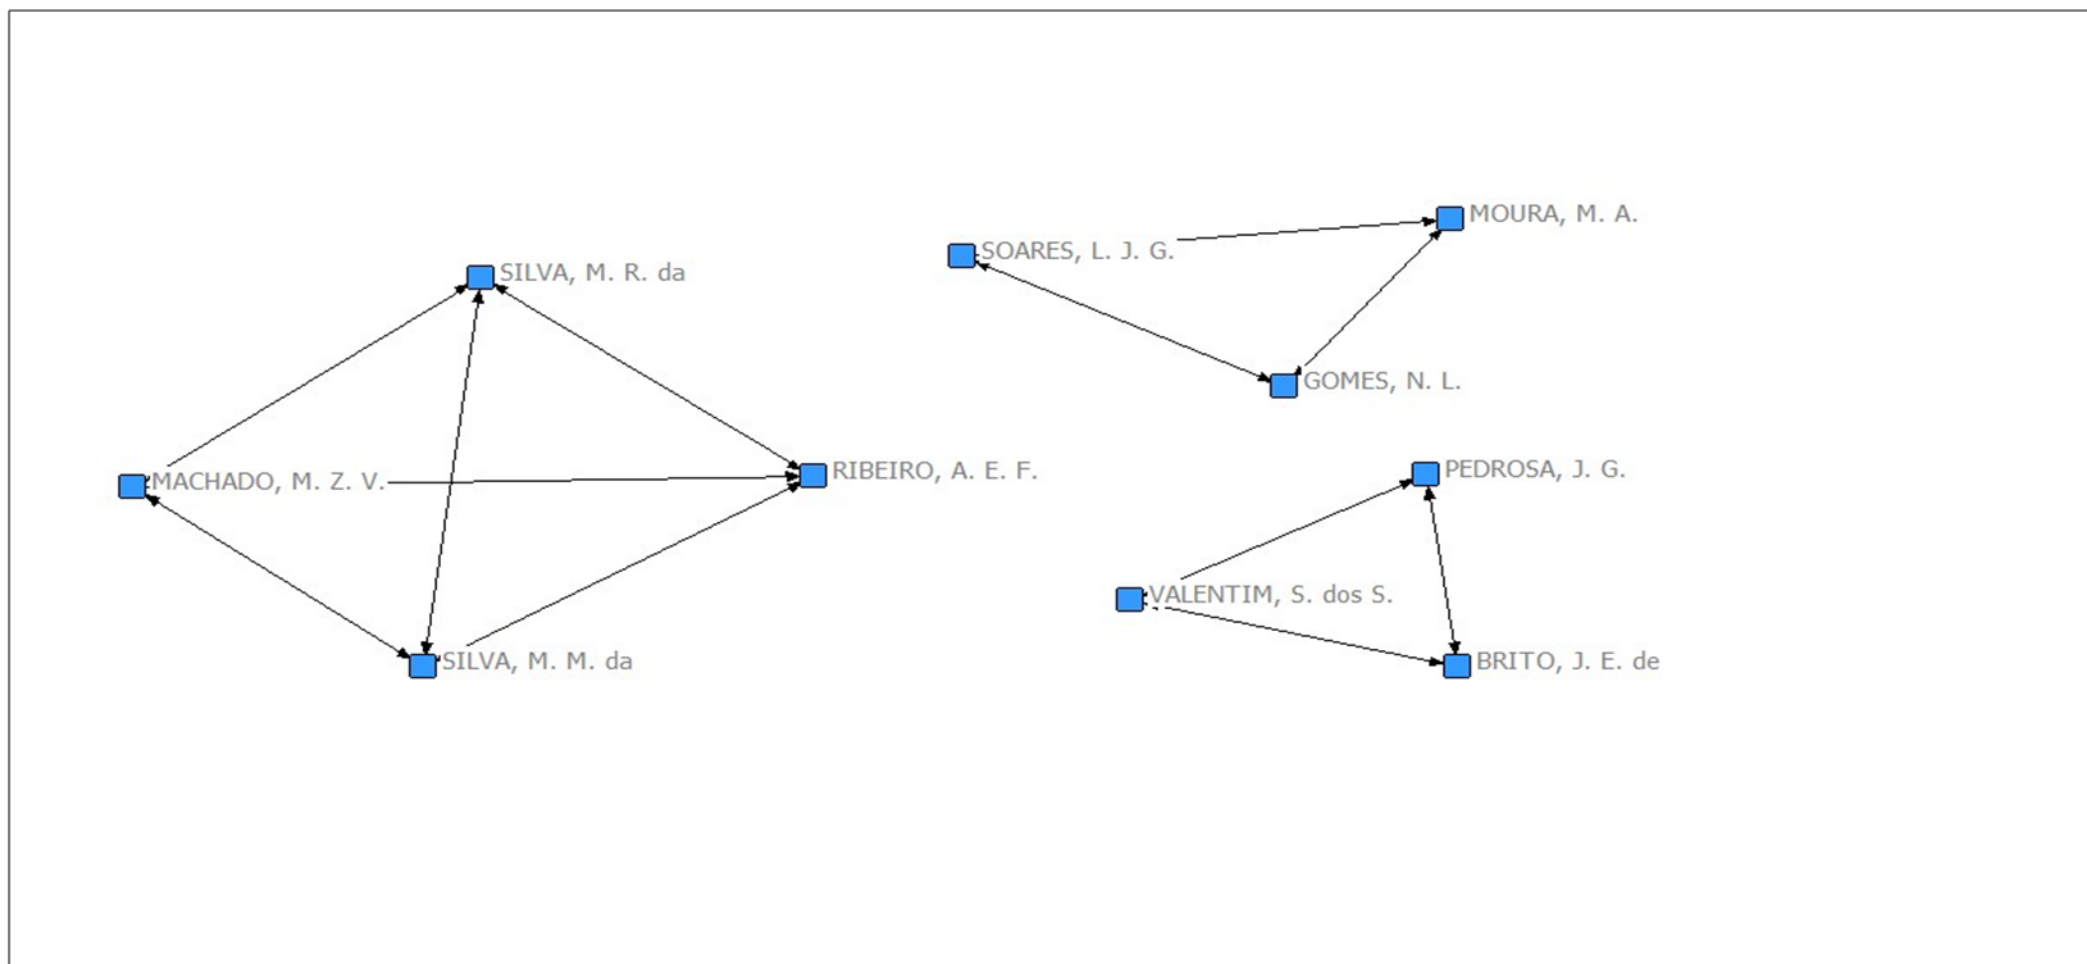 MOURA, M. A.
SOARES, L. J. G.
SILVA, M. R. da
GOMES, N. L.
PEDROSA, J. G.
RIBEIRO, A. E. F.
MACHADO, M. Z. V.
VALENTIM, S. dos S.
SILVA, M. M. da
BRITO, J. E. de